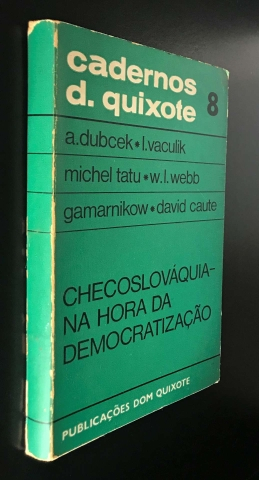 cadernos
d. quixote 8
a.dubcek • l.vaculik
michel tatu • w.l.webb
gamarnikow • david caute
CHECOSLOVÁQUIA-
NA HORA DA
DEMOCRATIZAÇÃO
PUBLICAÇÕES DOM QUIXOTE